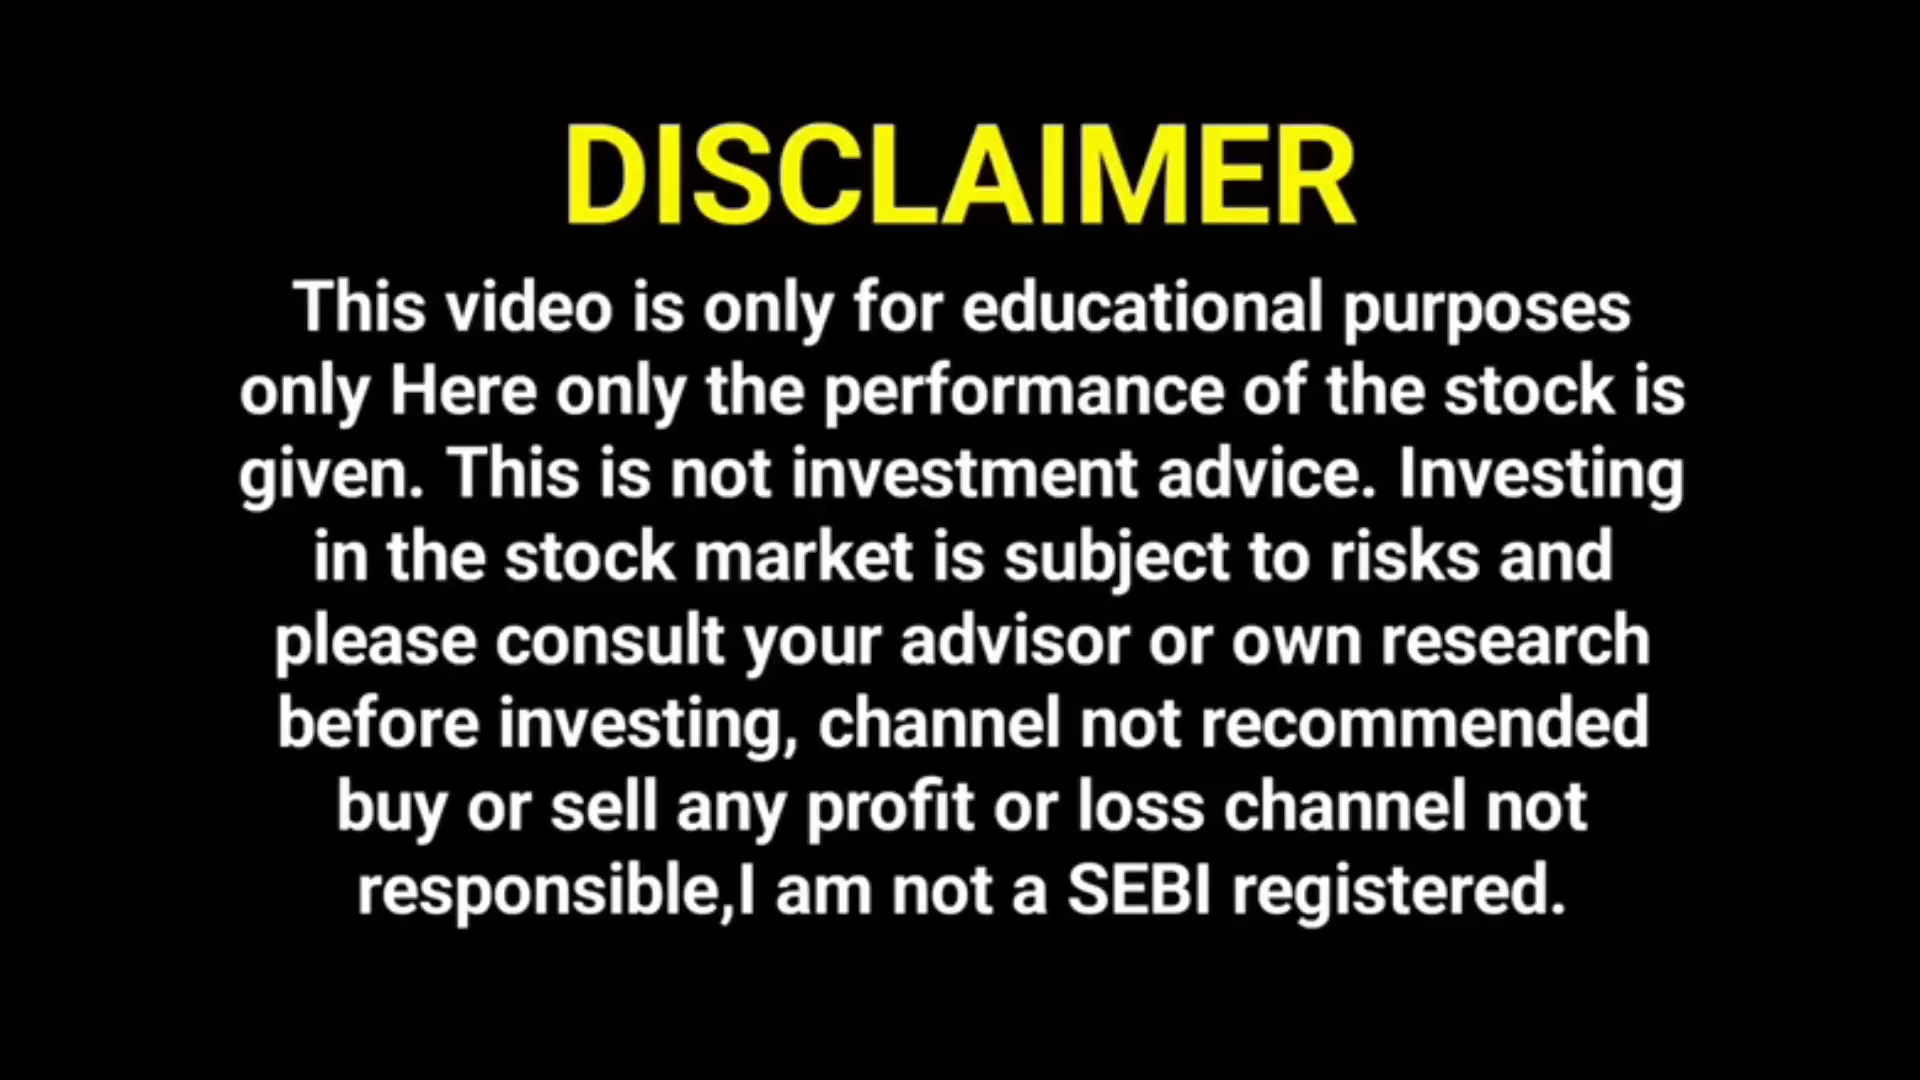 DISCLAIMER
This video is only for educational purposes
only Here only the performance of the stock is
given. This is not investment advice. Investing
in the stock market is subject to risks and
please consult your advisor or own research
before investing, channel not recommended
buy or sell any profit or loss channel not
responsible,I am not a SEBI registered.